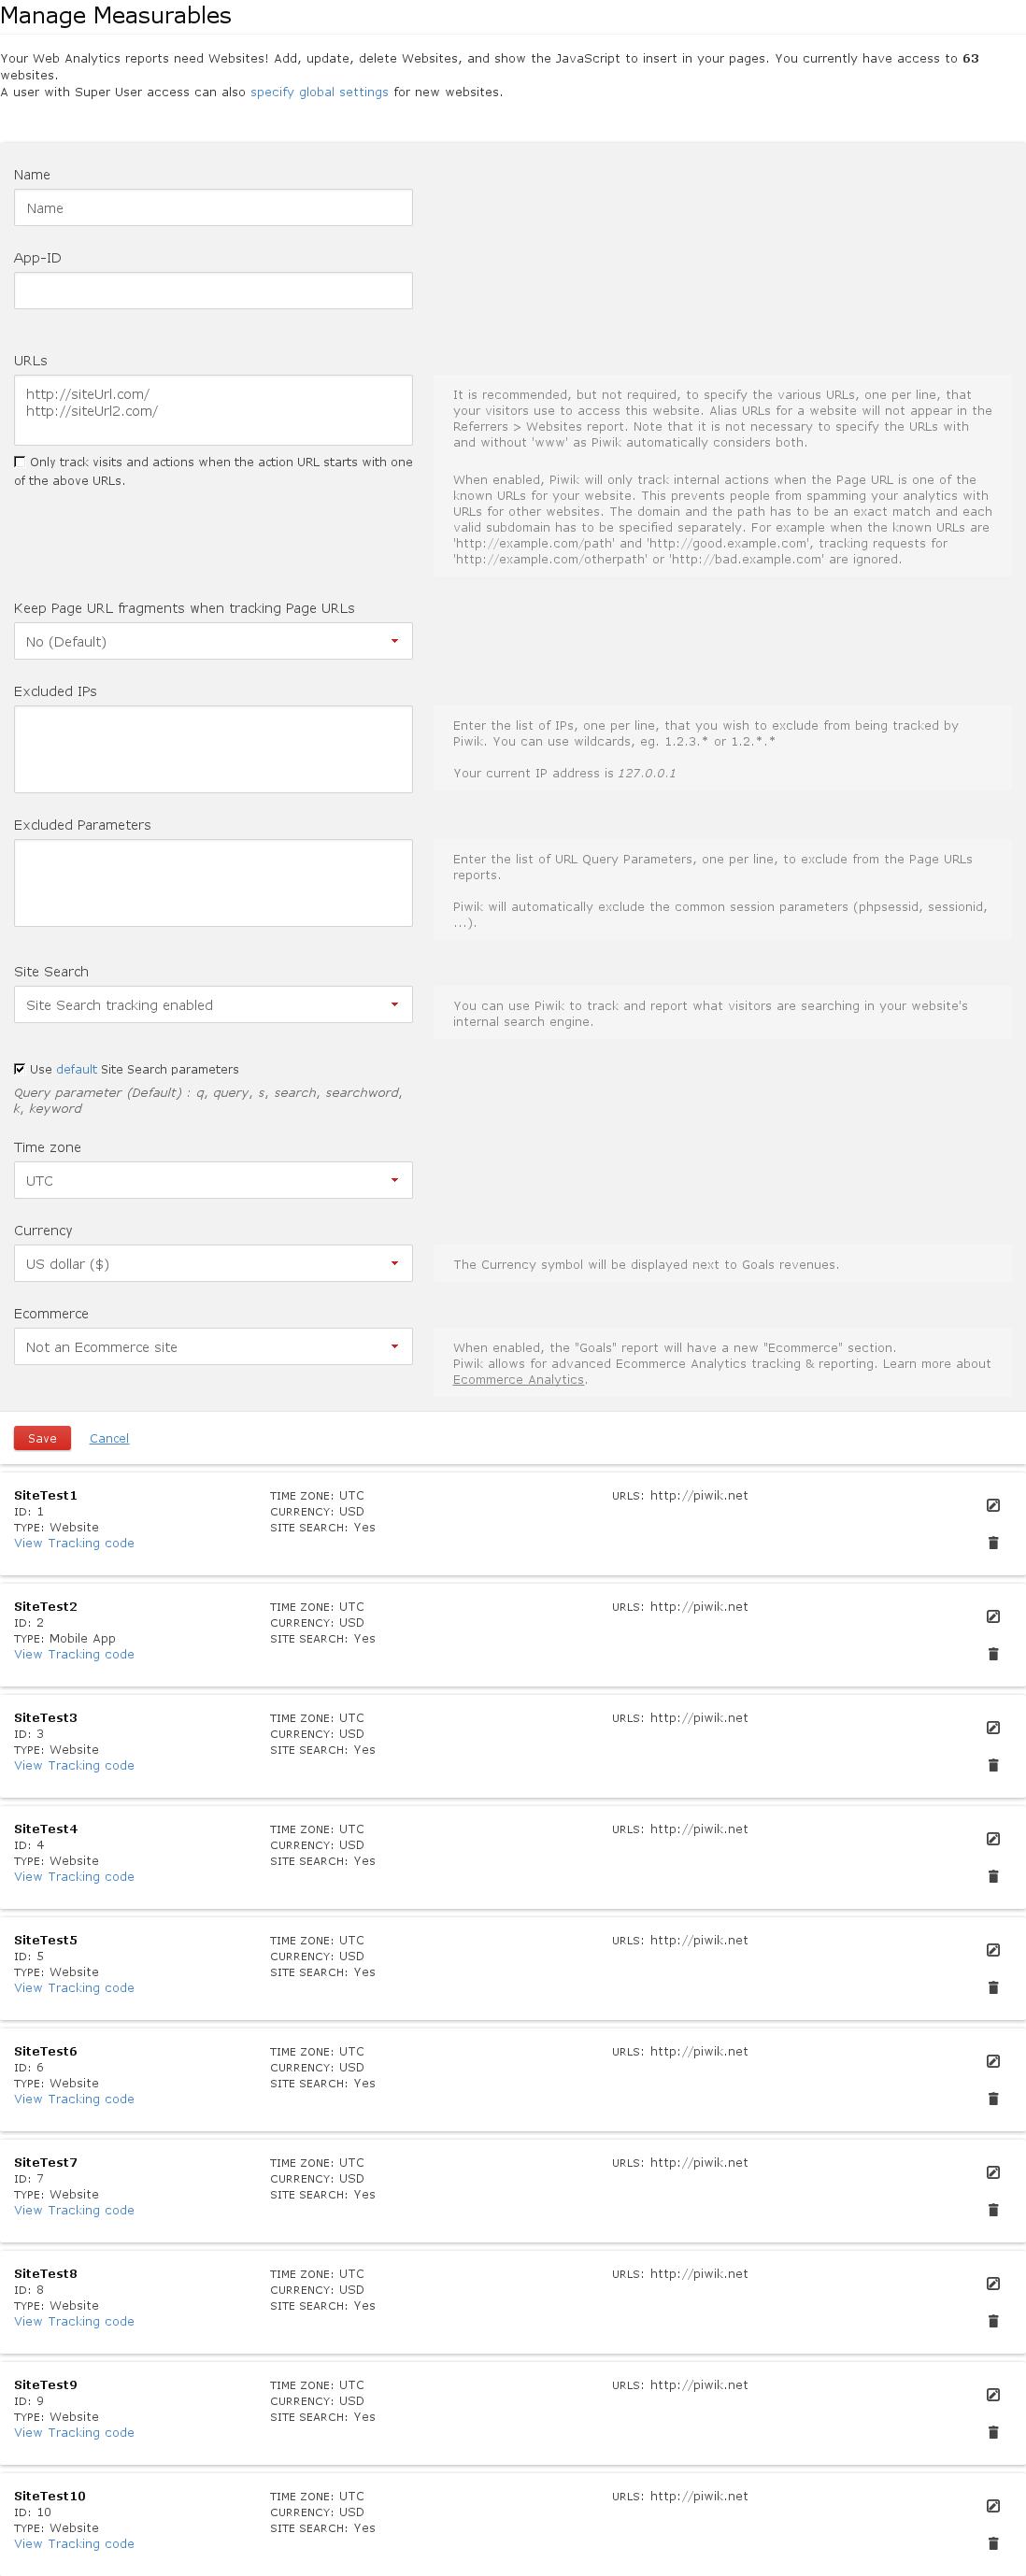 Manage Measurables
Your Web Analytics reports need Websites! Add, update, delete Websites, and show the JavaScript to insert in your pages. You currently have access to 63
websites.
A user with Super User access can also specify global settings for new websites.
Name
Name
App-ID
URLs
http://siteUrl.com/
http://siteUrl2.com/
It is recommended, but not required, to specify the various URLs, one per line, that
your visitors use to access this website. Alias URLs for a website will not appear in the
Referrers > Websites report. Note that it is not necessary to specify the URLs with
and without 'www' as Piwik automatically considers both.
Only track visits and actions when the action URL starts with one
of the above URLs.
When enabled, Piwik will only track internal actions when the Page URL is one of the
known URLs for your website. This prevents people from spamming your analytics with
URLs for other websites. The domain and the path has to be an exact match and each
valid subdomain has to be specified separately. For example when the known URLs are
'http://example.com/path' and 'http://good.example.com', tracking requests for
'http://example.com/otherpath' or 'http://bad.example.com' are ignored.
Keep Page URL fragments when tracking Page URLs
No (Default)
Excluded IPs
Enter the list of IPs, one per line, that you wish to exclude from being tracked by
Piwik. You can use wildcards, eg. 1.2.3.* or 1.2.*.*
Your current IP address is 127.0.0.1
Excluded Parameters
Enter the list of URL Query Parameters, one per line, to exclude from the Page URLs
reports.
Piwik will automatically exclude the common session parameters (phpsessid, sessionid,
...).
Site Search
Site Search tracking enabled
You can use Piwik to track and report what visitors are searching in your website's
internal search engine.
Use default Site Search parameters
Query parameter (Default) : q, query, s, search, searchword,
k, keyword
Time zone
UTC
Currency
US dollar ($)
The Currency symbol will be displayed next to Goals revenues.
Ecommerce
Not an Ecommerce site
When enabled, the "Goals" report will have a new "Ecommerce" section.
Piwik allows for advanced Ecommerce Analytics tracking & reporting. Learn more about
Ecommerce Analytics.
Save Cancel
SiteTest1 TIME ZONE: UTC URLS: http://piwik.net
ID: 1 CURRENCY: USD
TYPE: Website SITE SEARCH: Yes
View Tracking code
SiteTest2 TIME ZONE: UTC URLS: http://piwik.net
ID: 2 CURRENCY: USD
TYPE: Mobile App SITE SEARCH: Yes
View Tracking code
SiteTest3 TIME ZONE: UTC URLS: http://piwik.net
ID: 3 CURRENCY: USD
TYPE: Website SITE SEARCH: Yes
View Tracking code
SiteTest4 TIME ZONE: UTC URLS: http://piwik.net
ID: 4 CURRENCY: USD
TYPE: Website SITE SEARCH: Yes
View Tracking code
SiteTest5 TIME ZONE: UTC URLS: http://piwik.net
ID: 5 CURRENCY: USD
TYPE: Website SITE SEARCH: Yes
View Tracking code
SiteTest6 TIME ZONE: UTC URLS: http://piwik.net
ID: 6 CURRENCY: USD
TYPE: Website SITE SEARCH: Yes
View Tracking code
SiteTest7 TIME ZONE: UTC URLS: http://piwik.net
ID: 7 CURRENCY: USD
TYPE: Website SITE SEARCH: Yes
View Tracking code
SiteTest8 TIME ZONE: UTC URLS: http://piwik.net
ID: 8 CURRENCY: USD
TYPE: Website SITE SEARCH: Yes
View Tracking code
SiteTest9 TIME ZONE: UTC URLS: http://piwik.net
ID: 9 CURRENCY: USD
TYPE: Website SITE SEARCH: Yes
View Tracking code
SiteTest10 TIME ZONE: UTC URLS: http://piwik.net
ID: 10 CURRENCY: USD
TYPE: Website SITE SEARCH: Yes
View Tracking code